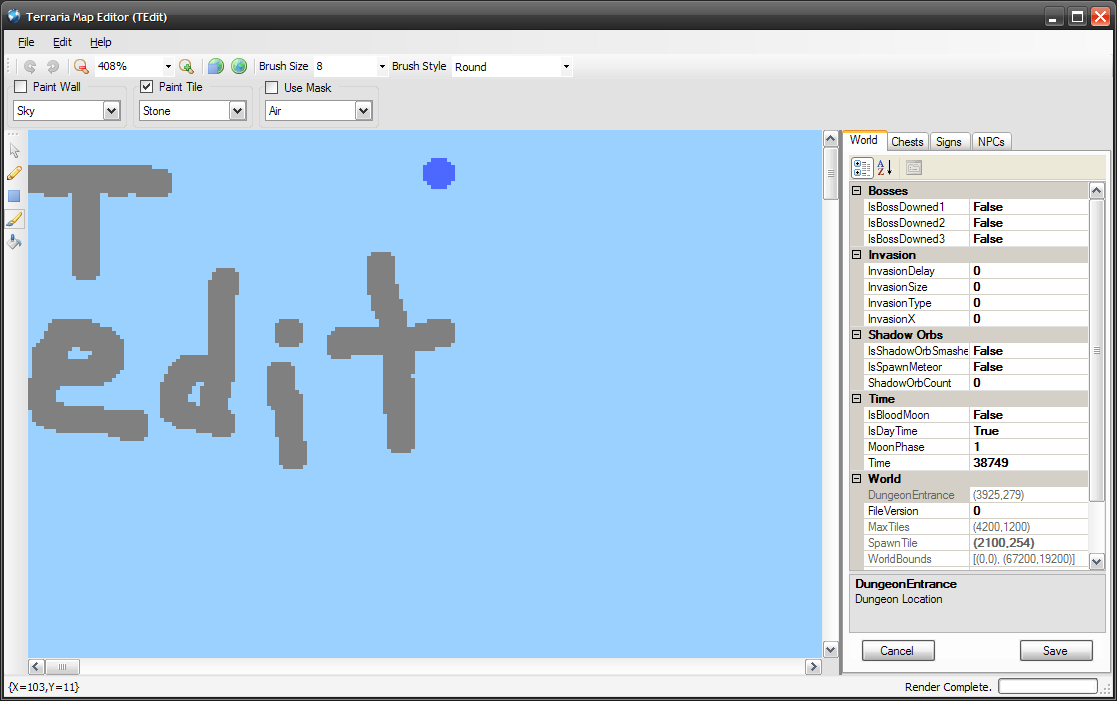 Terraria Map Editor (TEdit)
File Edit Help
408% Brush Size 8 Brush Style Round
Paint Wall Paint Tile Use Mask
Sky Stone Air
T
edit
World Chests Signs NPCs
Bosses
IsBossDowned1 False
IsBossDowned2 False
IsBossDowned3 False
Invasion
InvasionDelay 0
InvasionSize 0
InvasionType 0
InvasionX 0
Shadow Orbs
IsShadowOrbSmashe False
IsSpawnMeteor False
ShadowOrbCount 0
Time
IsBloodMoon False
IsDayTime True
MoonPhase 1
Time 38749
World
DungeonEntrance (3925,279)
FileVersion 0
MaxTiles (4200,1200)
SpawnTile (2100,254)
WorldBounds [(0,0), (67200,19200)]
DungeonEntrance
Dungeon Location
Cancel Save
{X=103,Y=11} Render Complete.